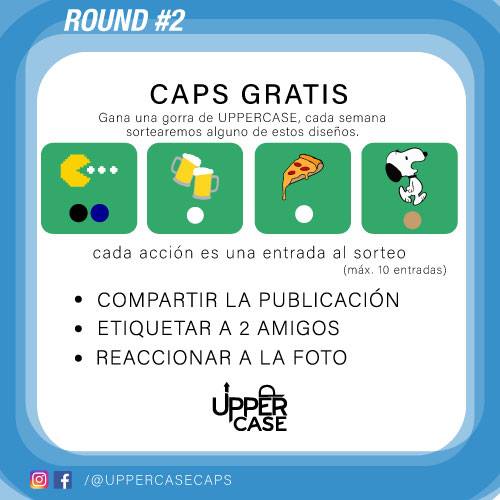 ROUND #2
CAPS GRATIS
Gana una gorra de UPPERCASE, cada semana
sortearemos alguno de estos diseños.
cada acción es una entrada al sorteo
(máx. 10 entradas)
• COMPARTIR LA PUBLICACIÓN
• ETIQUETAR A 2 AMIGOS
• REACCIONAR A LA FOTO
UPPER
CASE
/@UPPERCASECAPS